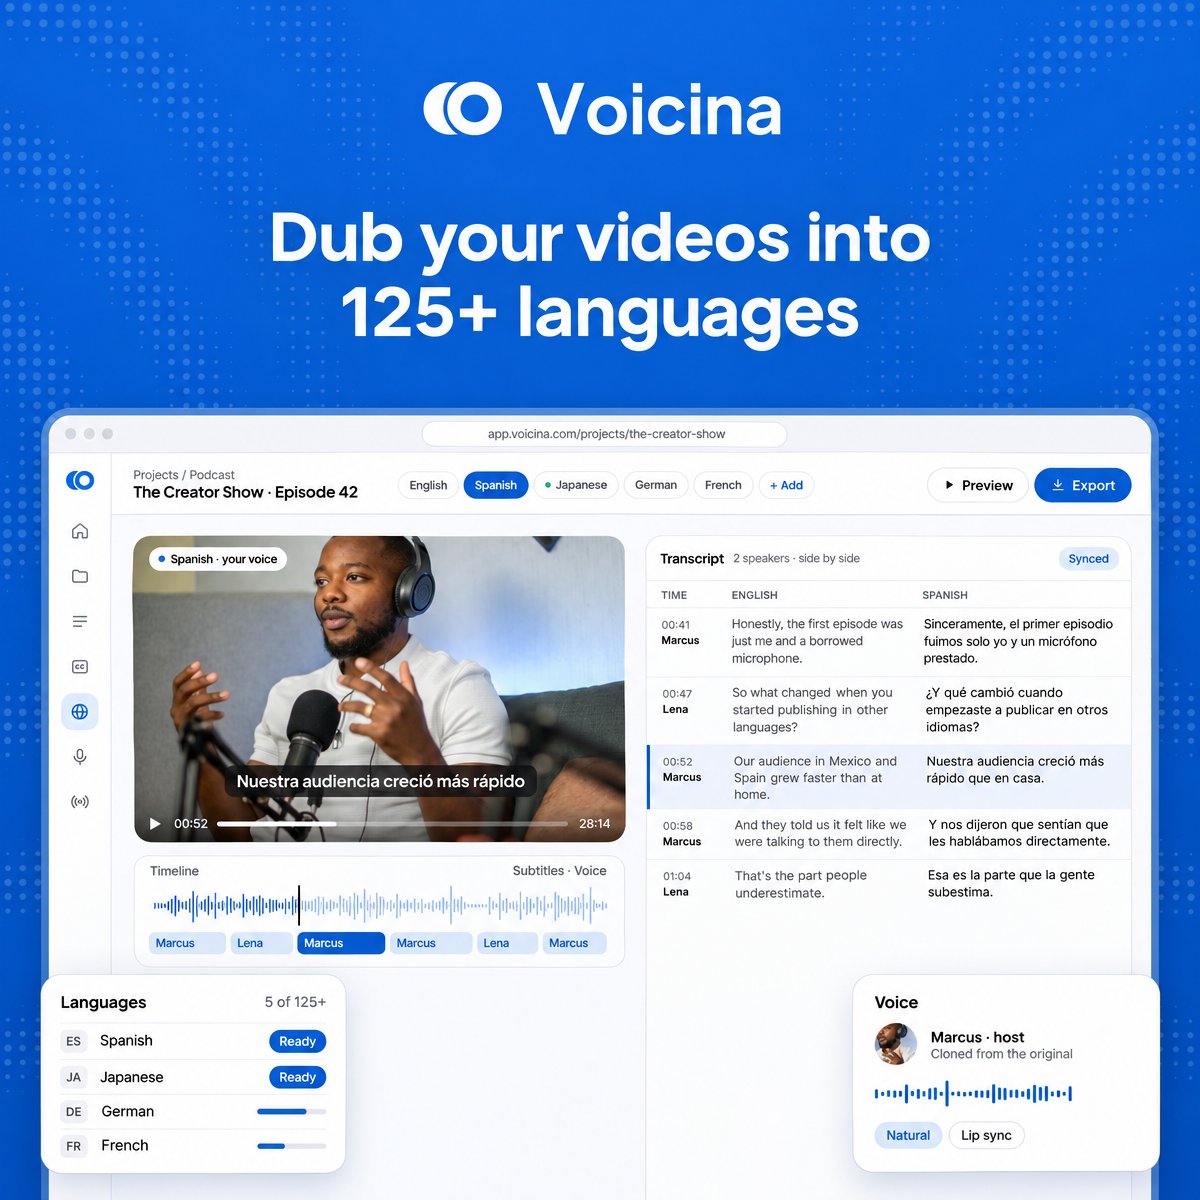 Voicina
Dub your videos into
125+ languages
app.voicina.com/projects/the-creator-show
Projects / Podcast
The Creator Show · Episode 42
English
Spanish
Japanese
German
French
+ Add
Preview
Export
Spanish · your voice
Nuestra audiencia creció más rápido
00:52
28:14
Timeline
Subtitles · Voice
Marcus
Lena
Marcus
Marcus
Lena
Marcus
Transcript
2 speakers · side by side
Synced
TIME
ENGLISH
SPANISH
00:41
Marcus
Honestly, the first episode was
just me and a borrowed
microphone.
Sinceramente, el primer episodio
fuimos solo yo y un micrófono
prestado.
00:47
Lena
So what changed when you
started publishing in other
languages?
¿Y qué cambió cuando
empezaste a publicar en otros
idiomas?
00:52
Marcus
Our audience in Mexico and
Spain grew faster than at
home.
Nuestra audiencia creció más
rápido que en casa.
00:58
Marcus
And they told us it felt like we
were talking to them directly.
Y nos dijeron que sentían que
les hablábamos directamente.
01:04
Lena
That's the part people
underestimate.
Esa es la parte que la gente
subestima.
Languages
5 of 125+
ES
Spanish
Ready
JA
Japanese
Ready
DE
German
FR
French
Voice
Marcus · host
Cloned from the original
Natural
Lip sync
CC